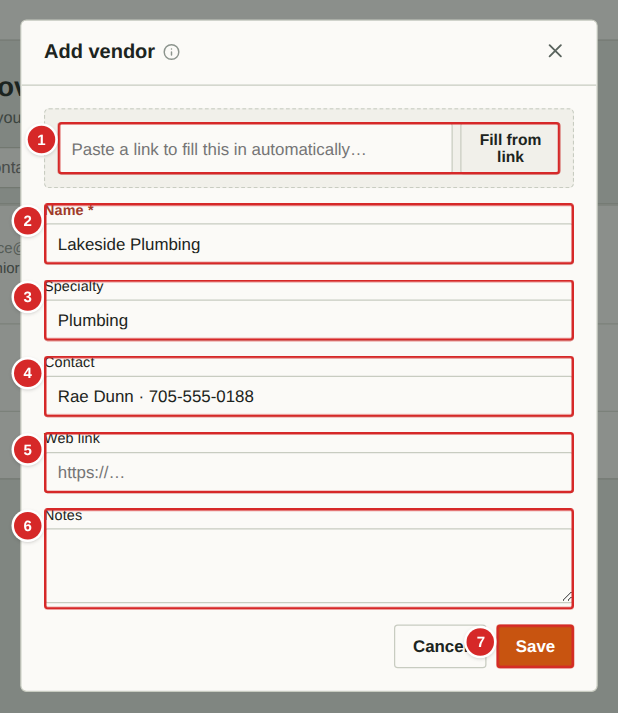 Add vendor
1
Paste a link to fill this in automatically…
Fill from
link
2
Name *
Lakeside Plumbing
3
Specialty
Plumbing
4
Contact
Rae Dunn · 705-555-0188
5
Web link
https://…
6
Notes
Cancel
7
Save